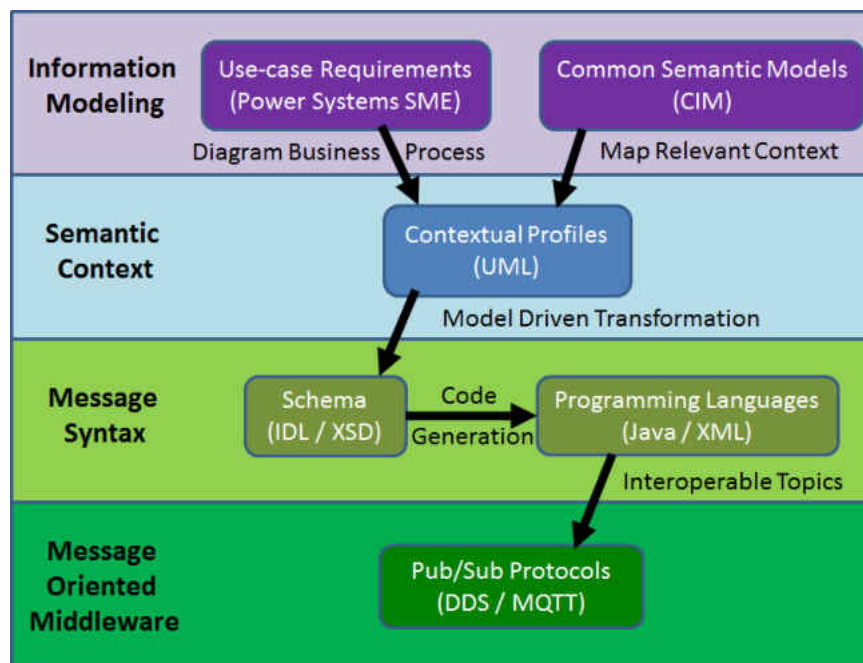 Information
Modeling
Use-case Requirements
(Power Systems SME)
Common Semantic Models
(CIM)
Diagram Business Process
Map Relevant Context
Semantic
Context
Contextual Profiles
(UML)
Model Driven Transformation
Message
Syntax
Schema
(IDL / XSD)
Code
Generation
Programming Languages
(Java / XML)
Interoperable Topics
Message
Oriented
Middleware
Pub/Sub Protocols
(DDS / MQTT)